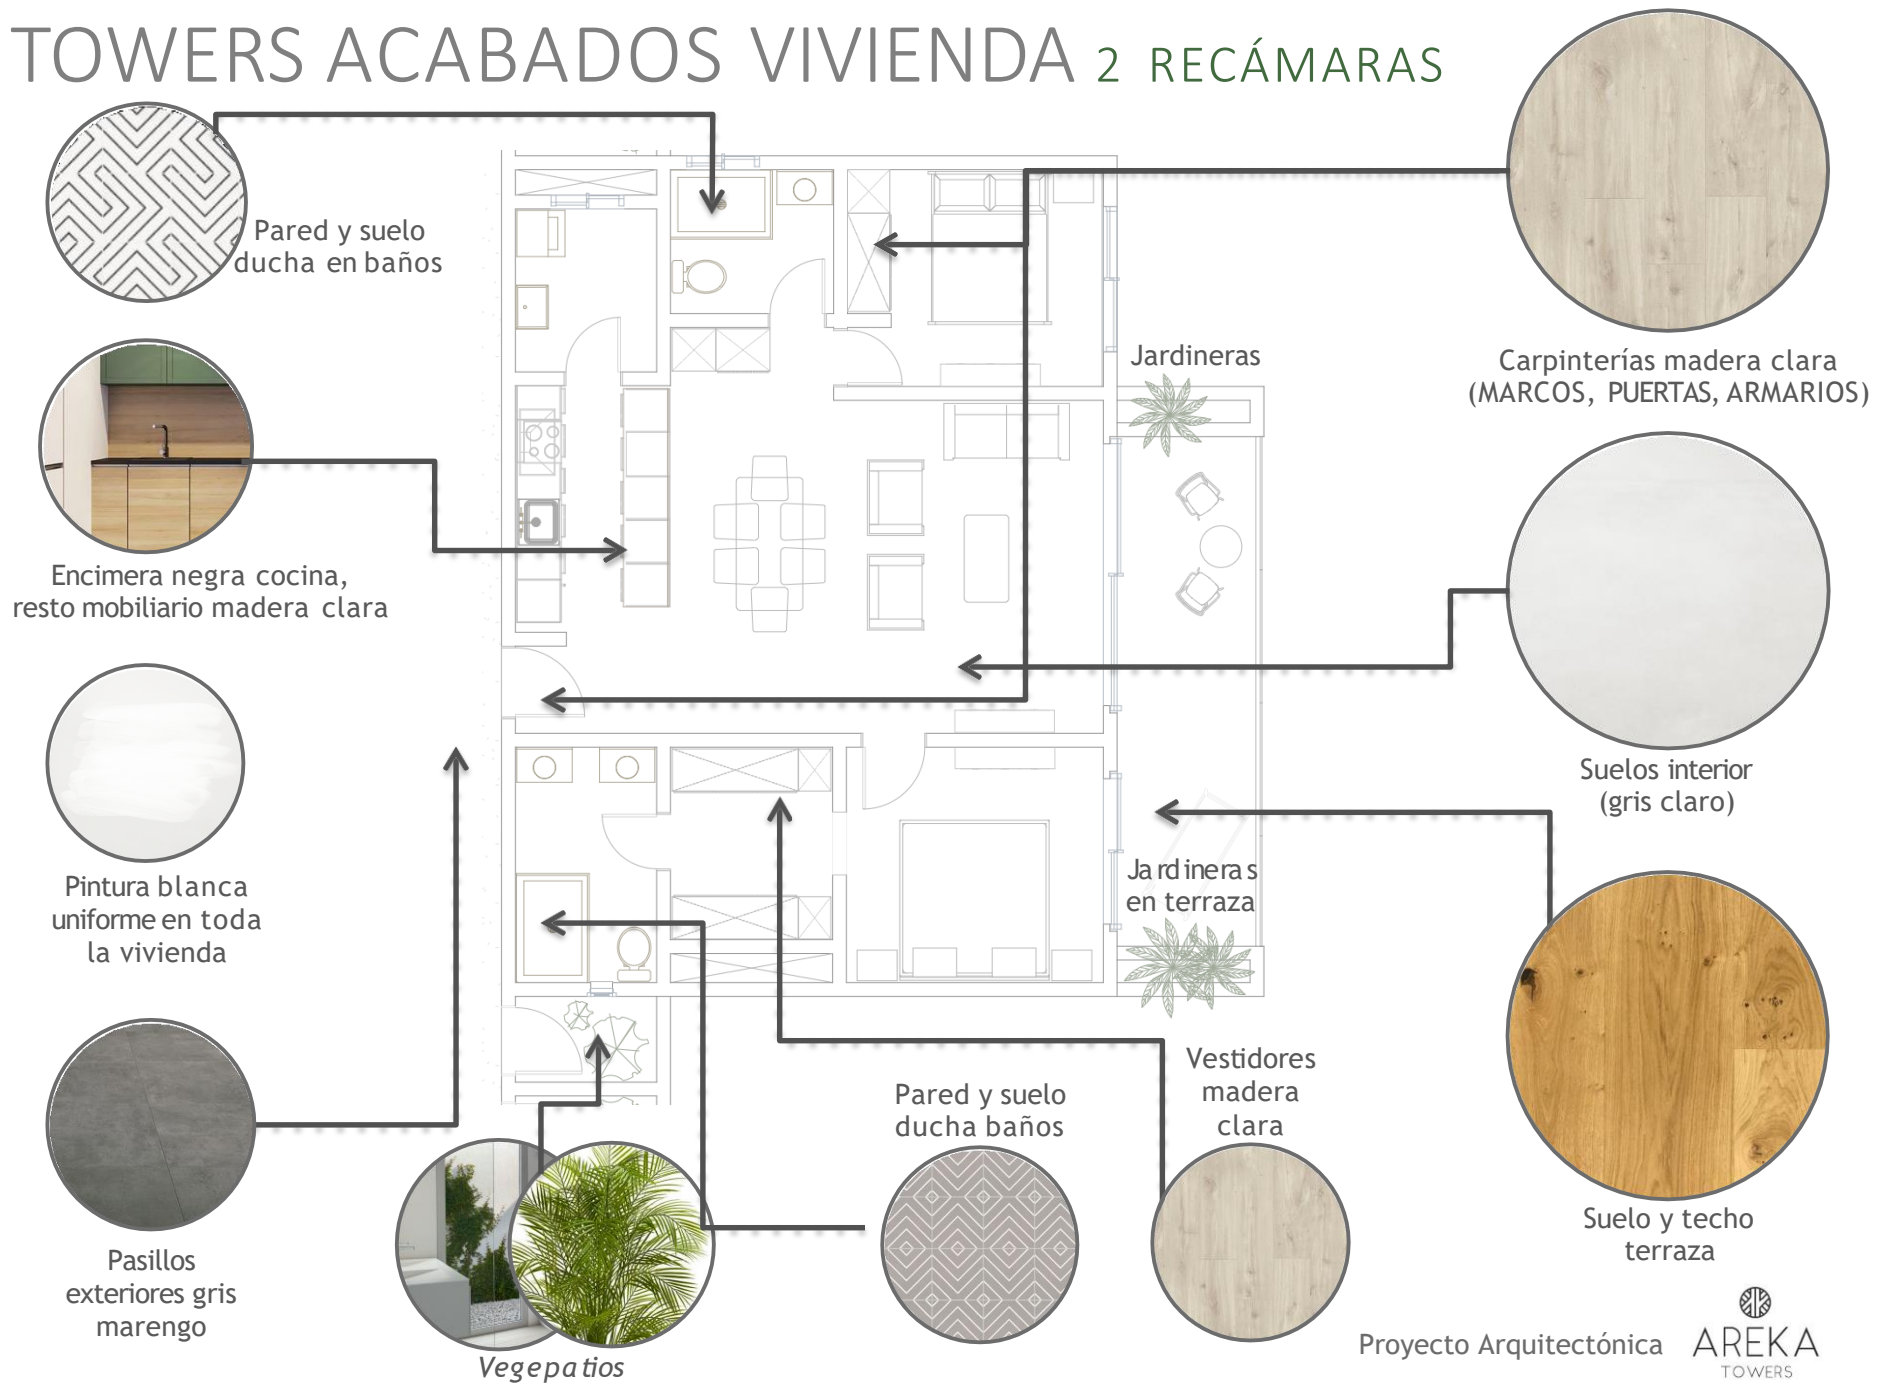 TOWERS ACABADOS VIVIENDA 2 RECÁMARAS
Pared y suelo
ducha en baños
Encimera negra cocina,
resto mobiliario madera clara
Pintura blanca
uniforme en toda
la vivienda
Pasillos
exteriores gris
marengo
Vegepatios
Pared y suelo
ducha baños
Vestidores
madera
clara
Jardineras
Jardineras
en terraza
Carpinterías madera clara
(MARCOS, PUERTAS, ARMARIOS)
Suelos interior
(gris claro)
Suelo y techo
terraza
Proyecto Arquitectónica
AREKA
TOWERS